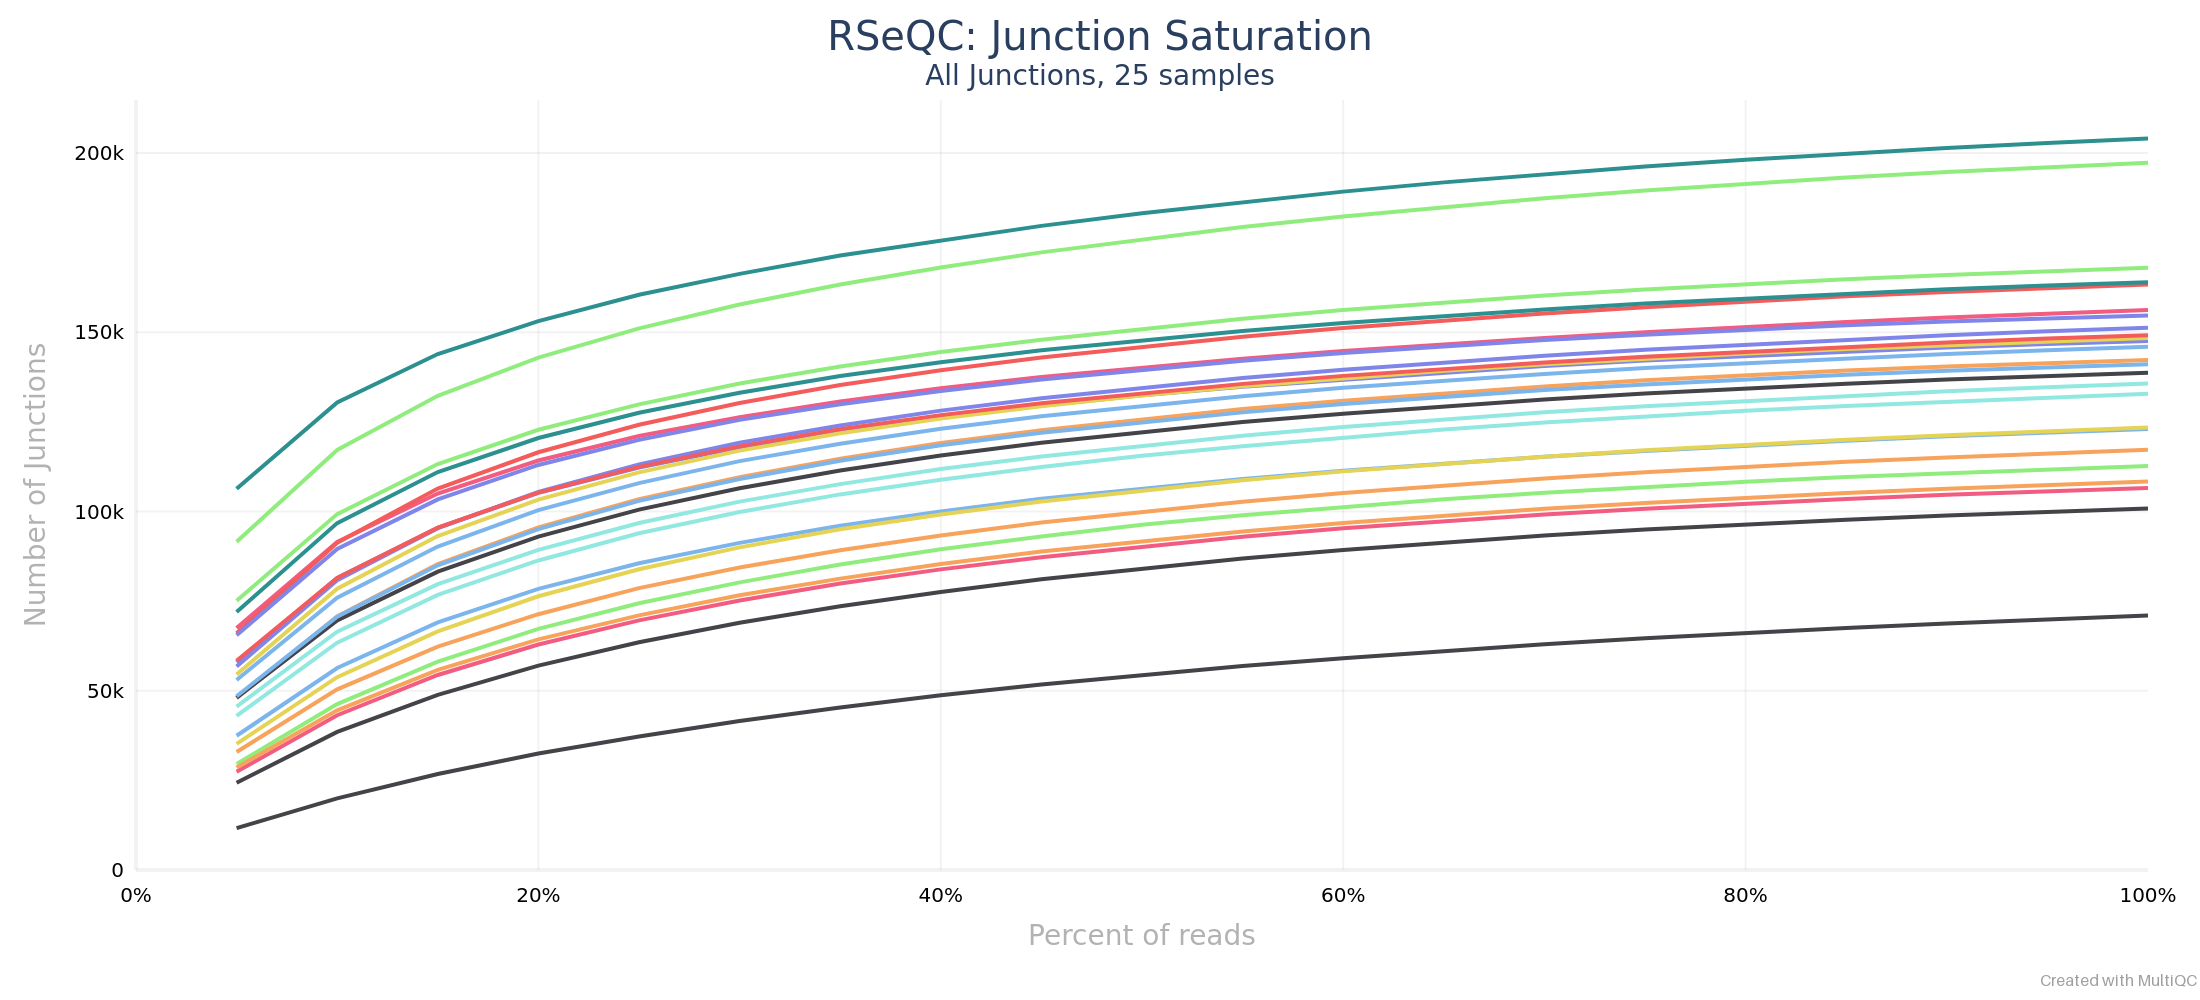 RSeQC: Junction Saturation
All Junctions, 25 samples
Number of Junctions
200k
150k
100k
50k
0
0%
20%
40%
60%
80%
100%
Percent of reads
Created with MultiQC